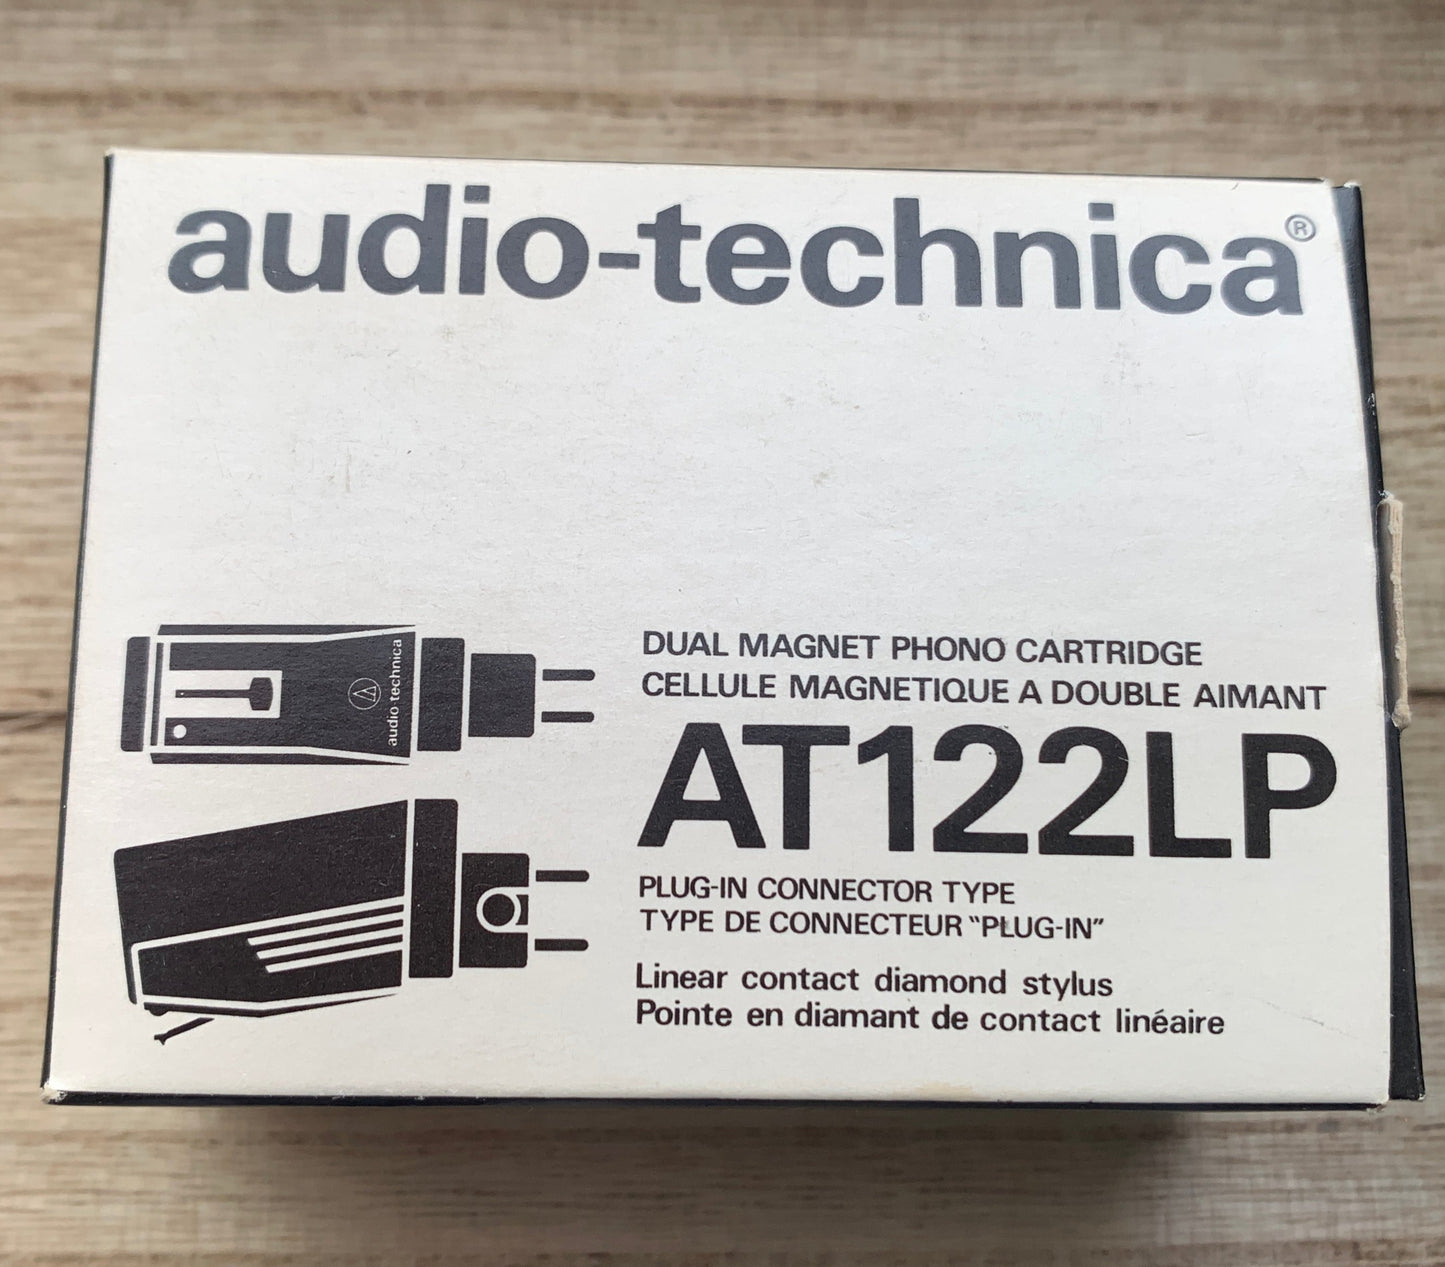 audio-technica®
audio-technica
DUAL MAGNET PHONO CARTRIDGE
CELLULE MAGNETIQUE A DOUBLE AIMANT
AT122LP
PLUG-IN CONNECTOR TYPE
TYPE DE CONNECTEUR “PLUG-IN”
Linear contact diamond stylus
Pointe en diamant de contact linéaire